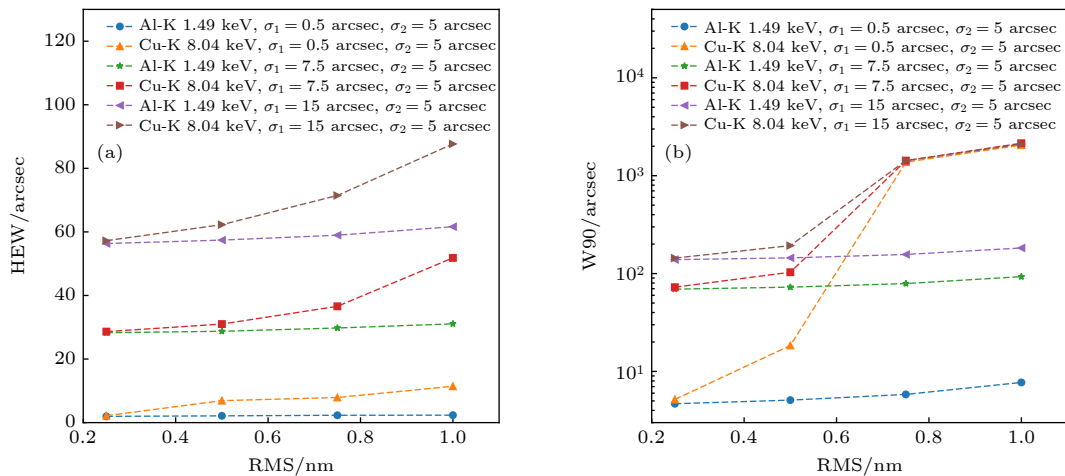 Al-K 1.49 keV, σ₁ = 0.5 arcsec, σ₂ = 5 arcsec
Cu-K 8.04 keV, σ₁ = 0.5 arcsec, σ₂ = 5 arcsec
Al-K 1.49 keV, σ₁ = 7.5 arcsec, σ₂ = 5 arcsec
Cu-K 8.04 keV, σ₁ = 7.5 arcsec, σ₂ = 5 arcsec
Al-K 1.49 keV, σ₁ = 15 arcsec, σ₂ = 5 arcsec
Cu-K 8.04 keV, σ₁ = 15 arcsec, σ₂ = 5 arcsec
(a)
120
100
80
60
40
20
0
HEW/arcsec
0.2
0.4
0.6
0.8
1.0
RMS/nm
Al-K 1.49 keV, σ₁ = 0.5 arcsec, σ₂ = 5 arcsec
Cu-K 8.04 keV, σ₁ = 0.5 arcsec, σ₂ = 5 arcsec
Al-K 1.49 keV, σ₁ = 7.5 arcsec, σ₂ = 5 arcsec
Cu-K 8.04 keV, σ₁ = 7.5 arcsec, σ₂ = 5 arcsec
Al-K 1.49 keV, σ₁ = 15 arcsec, σ₂ = 5 arcsec
Cu-K 8.04 keV, σ₁ = 15 arcsec, σ₂ = 5 arcsec
(b)
10⁴
10³
10²
10¹
W90/arcsec
0.2
0.4
0.6
0.8
1.0
RMS/nm